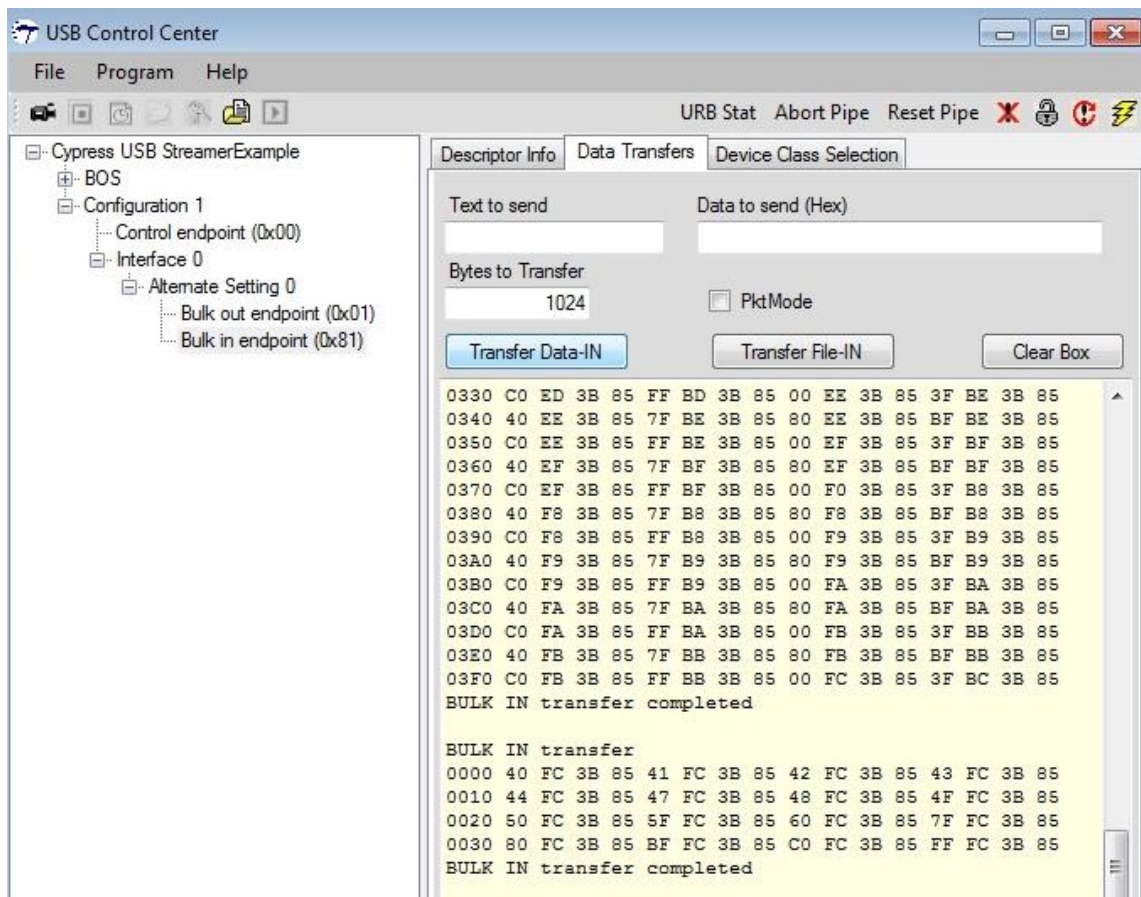 USB Control Center
File Program Help
URB Stat Abort Pipe Reset Pipe
Cypress USB StreamerExample
BOS
Configuration 1
Control endpoint (0x00)
Interface 0
Alternate Setting 0
Bulk out endpoint (0x01)
Bulk in endpoint (0x81)
Descriptor Info Data Transfers Device Class Selection
Text to send Data to send (Hex)
Bytes to Transfer
1024 PktMode
Transfer Data-IN Transfer File-IN Clear Box
0330 C0 ED 3B 85 FF BD 3B 85 00 EE 3B 85 3F BE 3B 85
0340 40 EE 3B 85 7F BE 3B 85 80 EE 3B 85 BF BE 3B 85
0350 C0 EE 3B 85 FF BE 3B 85 00 EF 3B 85 3F BF 3B 85
0360 40 EF 3B 85 7F BF 3B 85 80 EF 3B 85 BF BF 3B 85
0370 C0 EF 3B 85 FF BF 3B 85 00 F0 3B 85 3F B8 3B 85
0380 40 F8 3B 85 7F B8 3B 85 80 F8 3B 85 BF B8 3B 85
0390 C0 F8 3B 85 FF B8 3B 85 00 F9 3B 85 3F B9 3B 85
03A0 40 F9 3B 85 7F B9 3B 85 80 F9 3B 85 BF B9 3B 85
03B0 C0 F9 3B 85 FF B9 3B 85 00 FA 3B 85 3F BA 3B 85
03C0 40 FA 3B 85 7F BA 3B 85 80 FA 3B 85 BF BA 3B 85
03D0 C0 FA 3B 85 FF BA 3B 85 00 FB 3B 85 3F BB 3B 85
03E0 40 FB 3B 85 7F BB 3B 85 80 FB 3B 85 BF BB 3B 85
03F0 C0 FB 3B 85 FF BB 3B 85 00 FC 3B 85 3F BC 3B 85
BULK IN transfer completed
BULK IN transfer
0000 40 FC 3B 85 41 FC 3B 85 42 FC 3B 85 43 FC 3B 85
0010 44 FC 3B 85 47 FC 3B 85 48 FC 3B 85 4F FC 3B 85
0020 50 FC 3B 85 5F FC 3B 85 60 FC 3B 85 7F FC 3B 85
0030 80 FC 3B 85 BF FC 3B 85 C0 FC 3B 85 FF FC 3B 85
BULK IN transfer completed